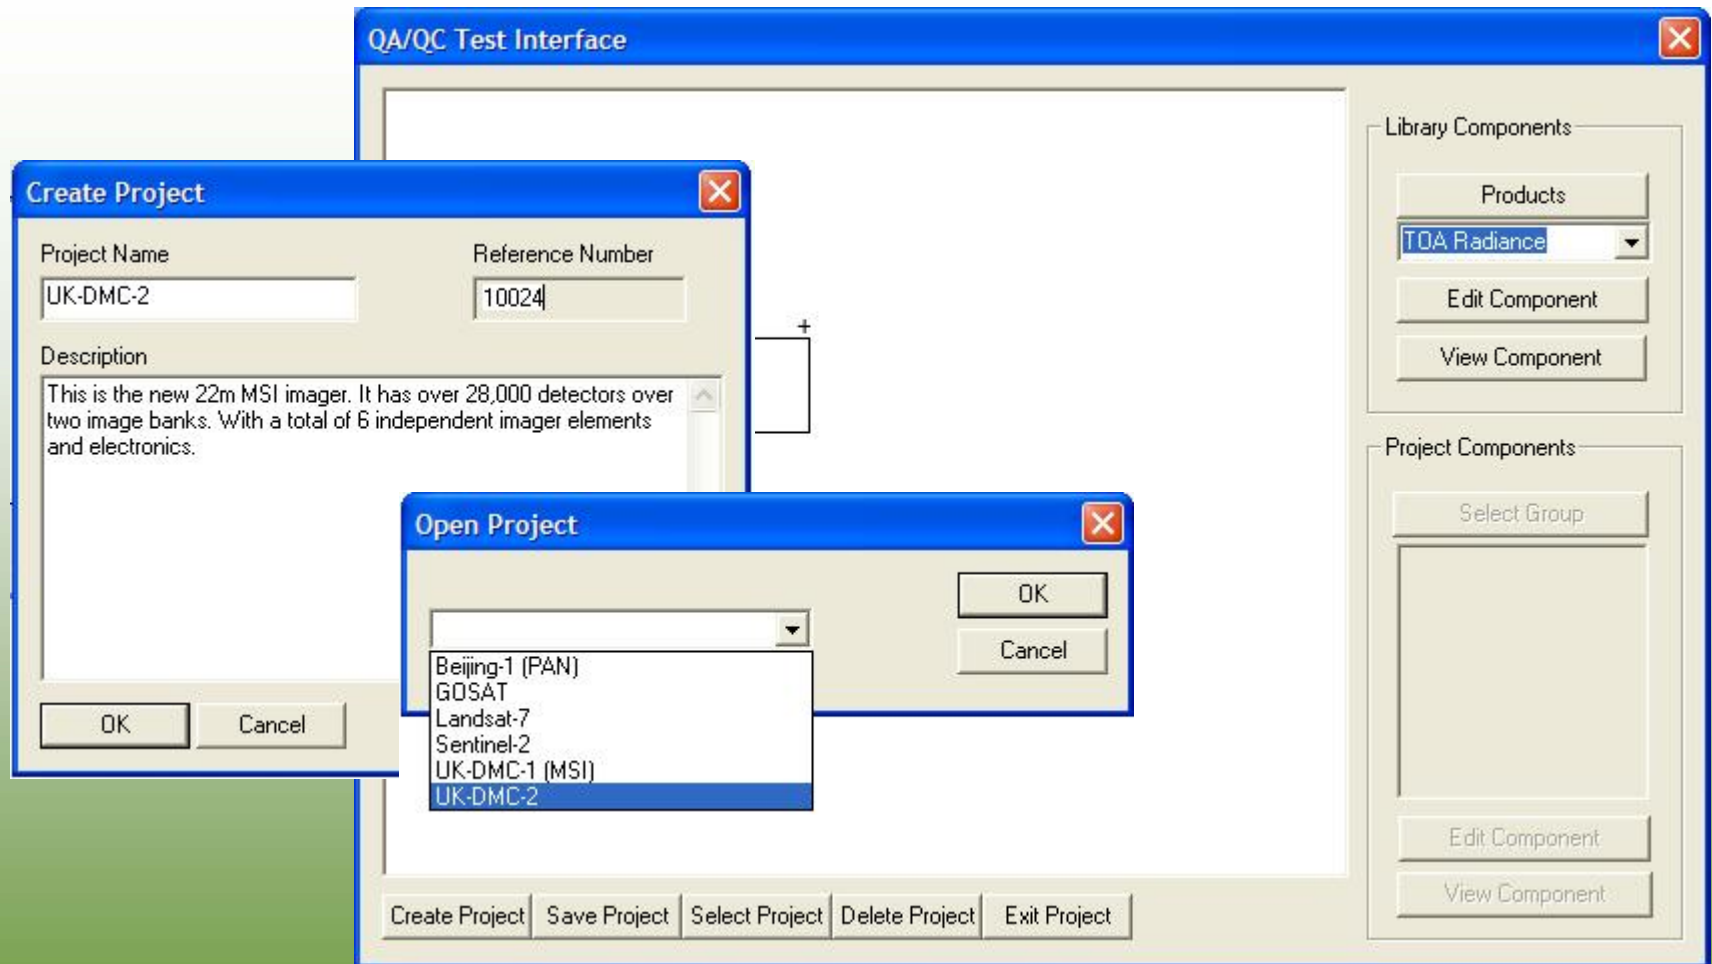 QA/QC Test Interface
Library Components
Products
TOA Radiance
Edit Component
View Component
Project Components
Select Group
Edit Component
View Component
Create Project
Project Name
Reference Number
UK-DMC-2
10024
Description
This is the new 22m MSI imager. It has over 28,000 detectors over
two image banks. With a total of 6 independent imager elements
and electronics.
OK
Cancel
+
Open Project
OK
Cancel
Beijing-1 (PAN)
GOSAT
Landsat-7
Sentinel-2
UK-DMC-1 (MSI)
UK-DMC-2
Create Project
Save Project
Select Project
Delete Project
Exit Project